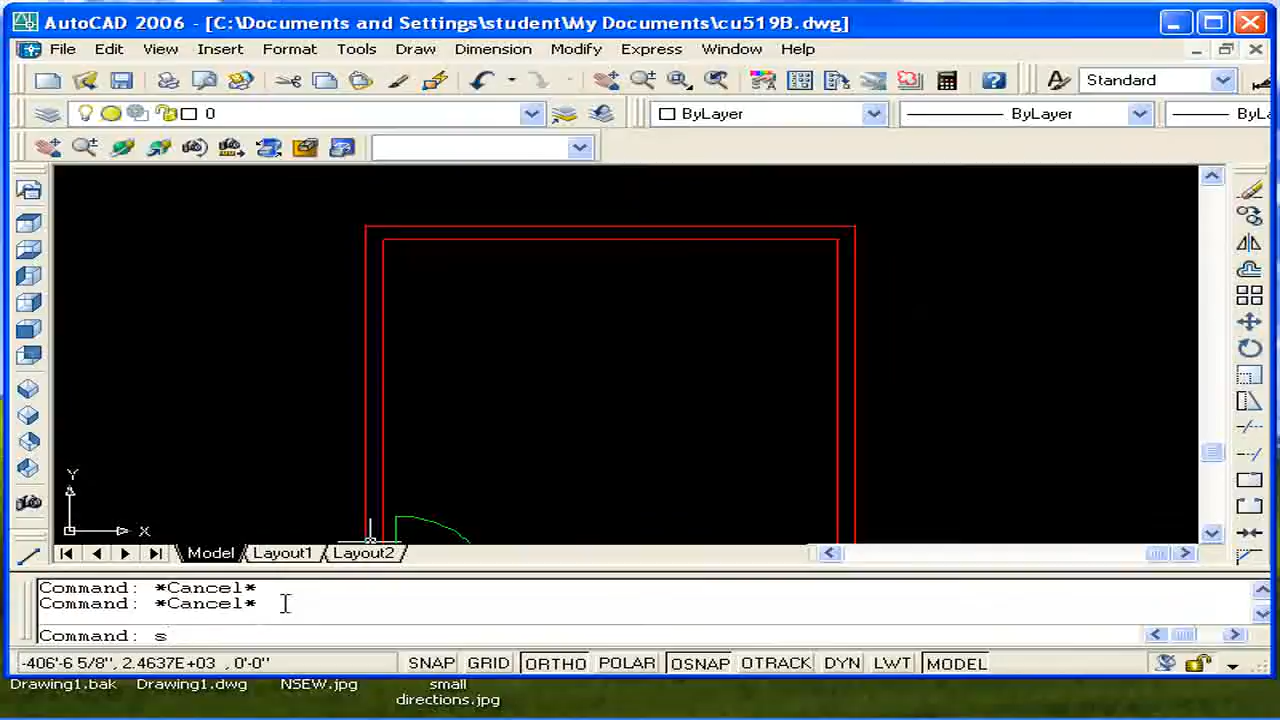 AutoCAD 2006 - [C:\Documents and Settings\student\My Documents\cu519B.dwg]
File Edit View Insert Format Tools Draw Dimension Modify Express Window Help
Standard
0 ByLayer ByLayer ByLa
Y
X
Model Layout1 Layout2
Command: *Cancel*
Command: *Cancel*
Command: s
-406'-6 5/8", 2.4637E+03 , 0'-0" SNAP GRID ORTHO POLAR OSNAP OTRACK DYN LWT MODEL
Drawing1.bak Drawing1.dwg NSEW.jpg small
directions.jpg